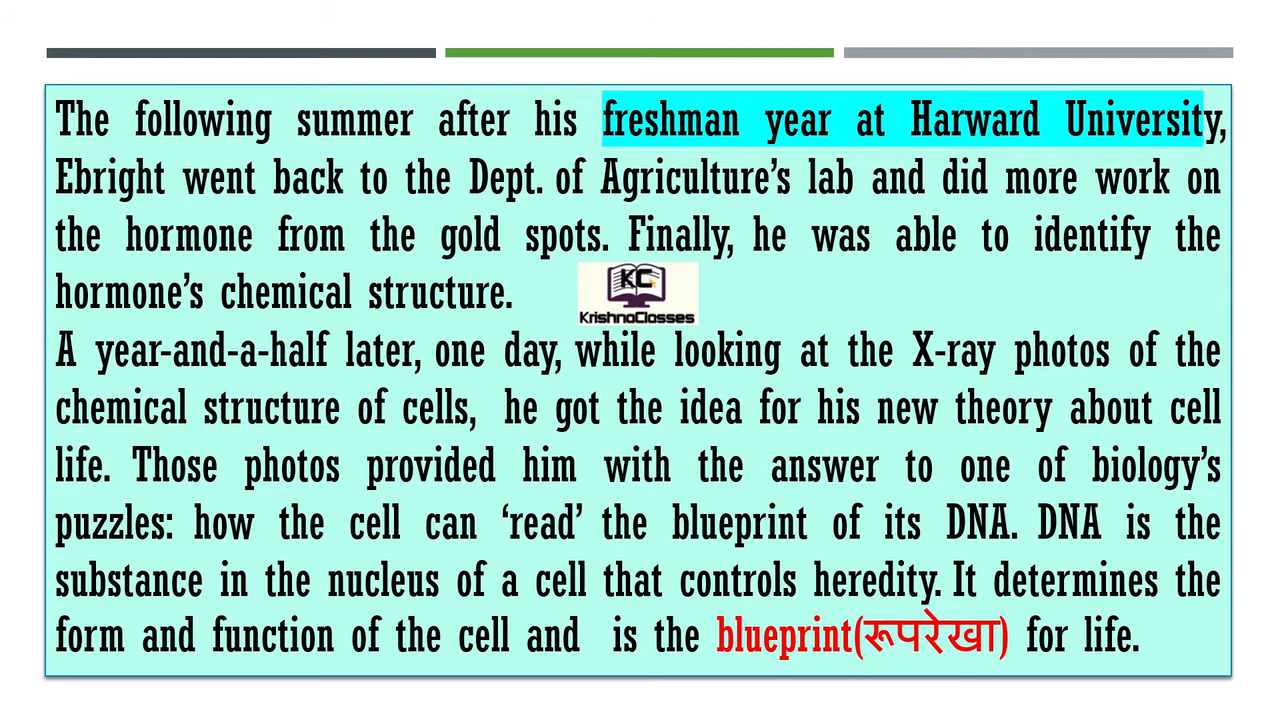 The following summer after his freshman year at Harward University,
Ebright went back to the Dept. of Agriculture’s lab and did more work on
the hormone from the gold spots. Finally, he was able to identify the
hormone’s chemical structure.
KC
KrishnaClasses
A year-and-a-half later, one day, while looking at the X-ray photos of the
chemical structure of cells, he got the idea for his new theory about cell
life. Those photos provided him with the answer to one of biology’s
puzzles: how the cell can ‘read’ the blueprint of its DNA. DNA is the
substance in the nucleus of a cell that controls heredity. It determines the
form and function of the cell and is the blueprint(रूपरेखा) for life.